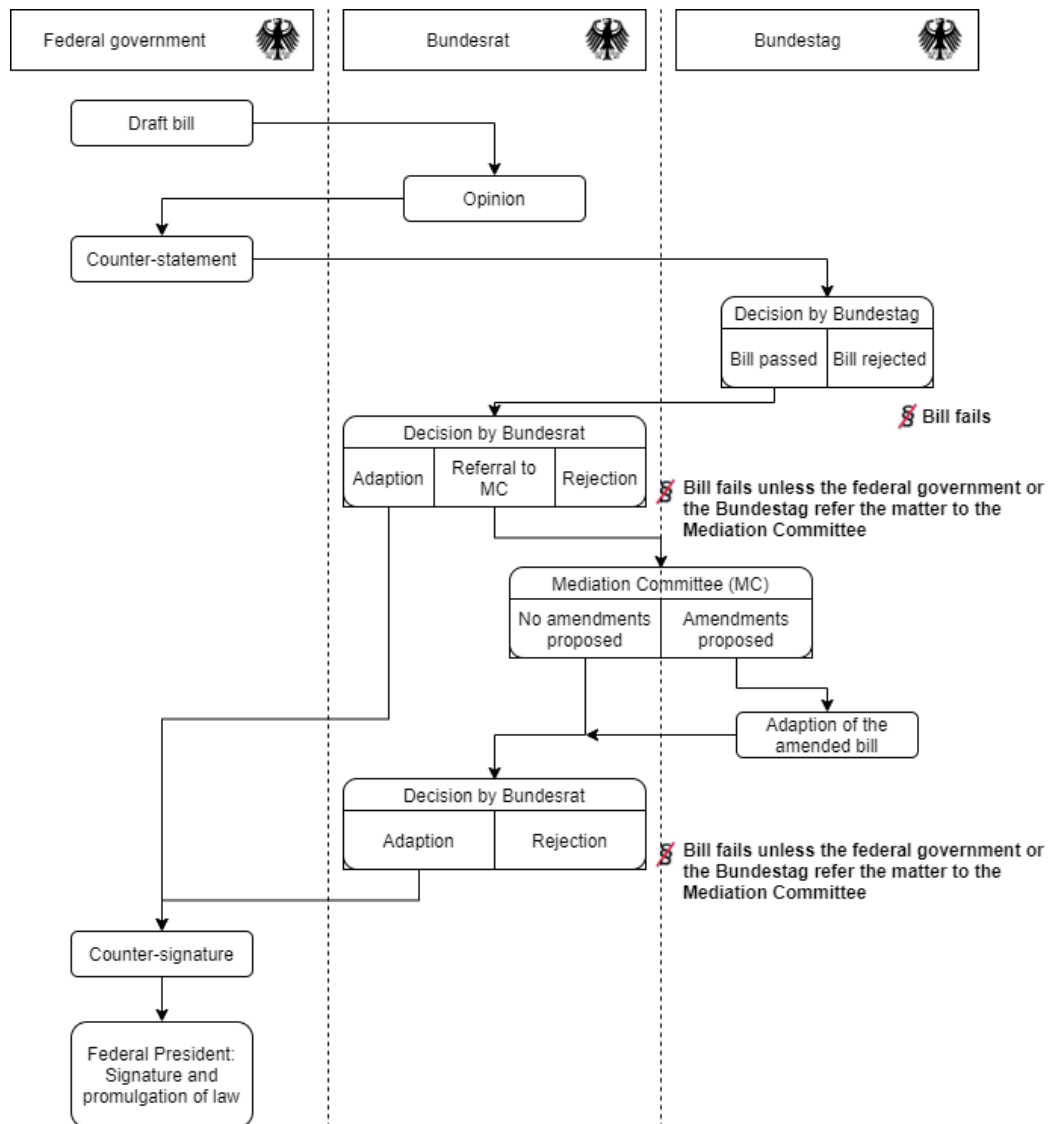 Federal government
Bundesrat
Bundestag
Draft bill
Opinion
Counter-statement
Decision by Bundestag
Bill passed
Bill rejected
Bill fails
Decision by Bundesrat
Adaption
Referral to
MC
Rejection
Bill fails unless the federal government or
the Bundestag refer the matter to the
Mediation Committee
Mediation Committee (MC)
No amendments
proposed
Amendments
proposed
Adaption of the
amended bill
Decision by Bundesrat
Adaption
Rejection
Bill fails unless the federal government or
the Bundestag refer the matter to the
Mediation Committee
Counter-signature
Federal President:
Signature and
promulgation of law